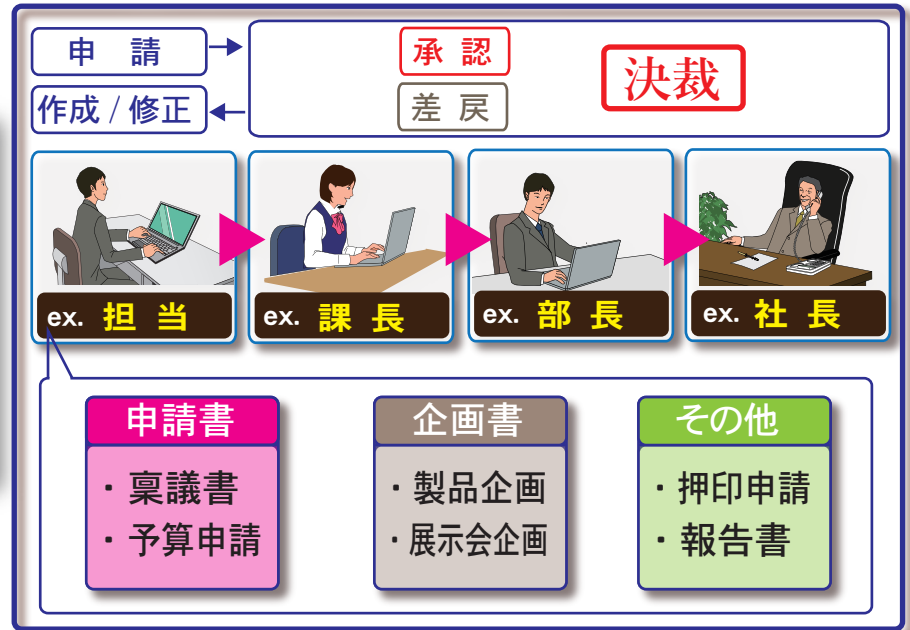 申請
承認
決裁
作成 / 修正
差戻
ex. 担当
ex. 課長
ex. 部長
ex. 社長
申請書
・稟議書
・予算申請
企画書
・製品企画
・展示会企画
その他
・押印申請
・報告書